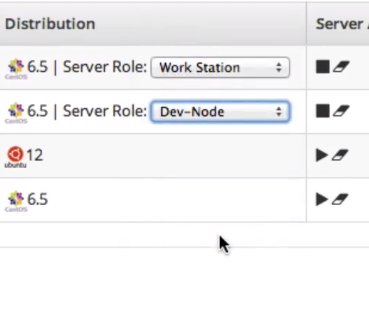 Distribution Server
CentOS 6.5 | Server Role: Work Station
CentOS 6.5 | Server Role: Dev-Node
ubuntu 12
CentOS 6.5